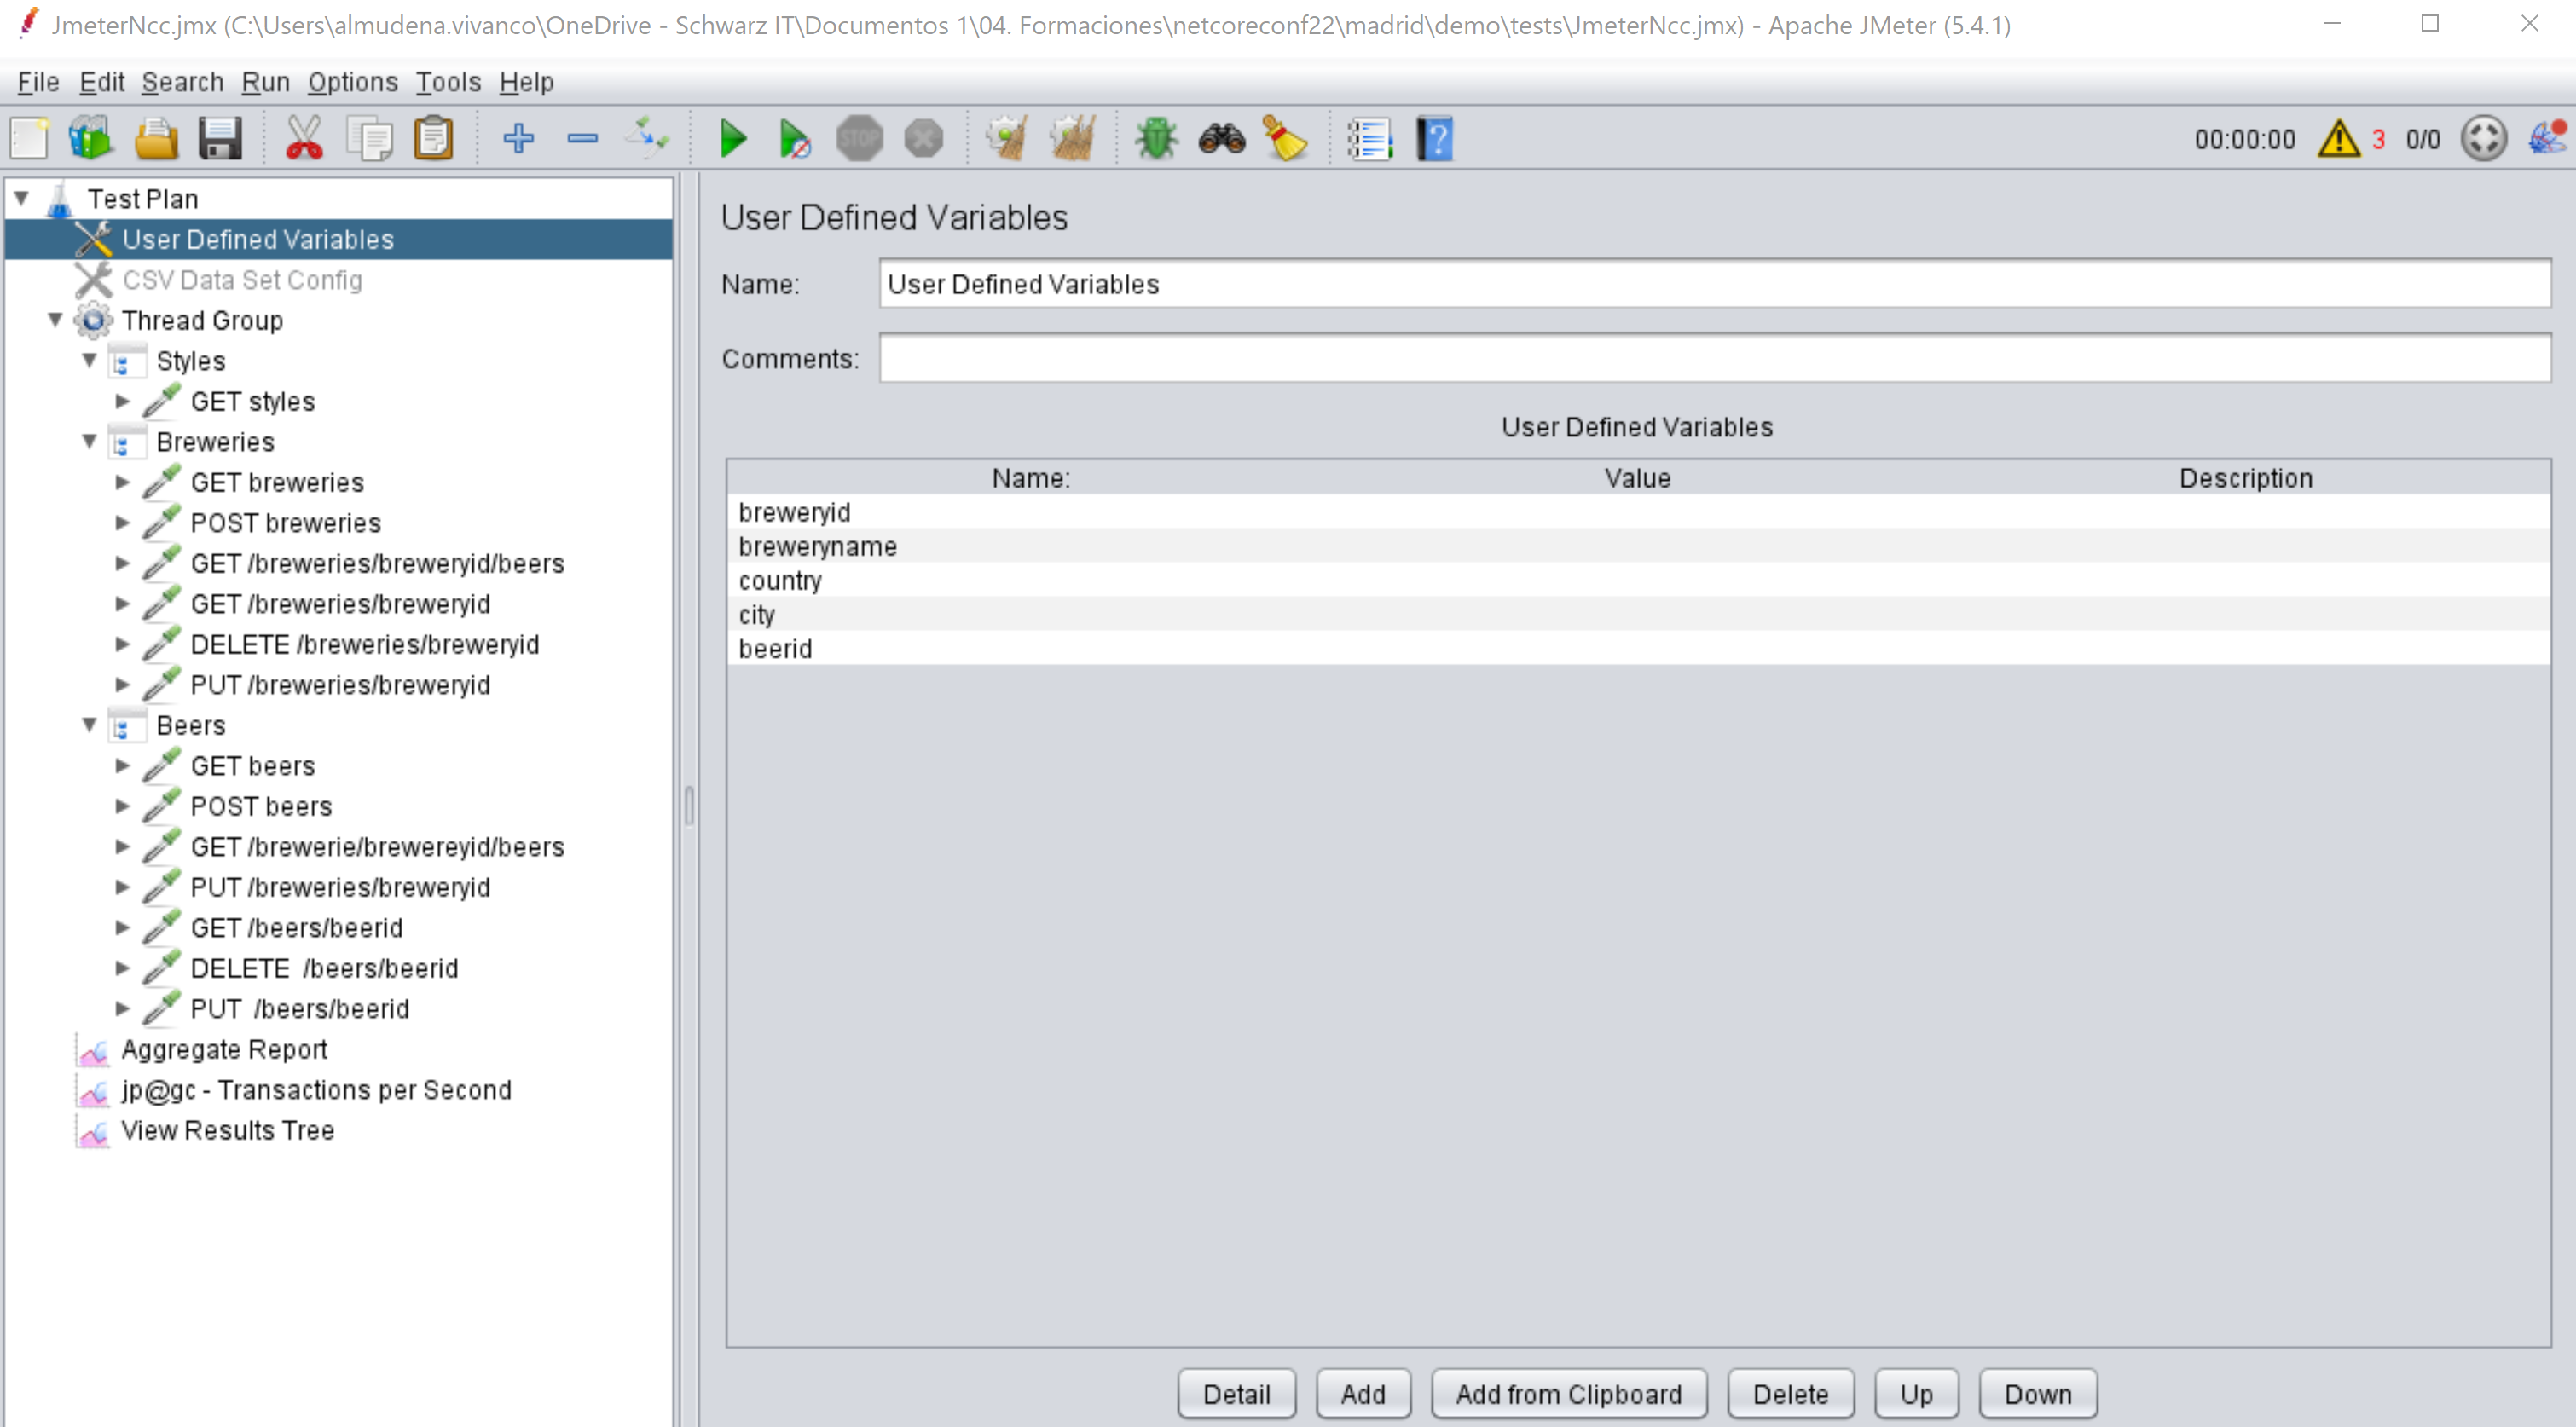 JmeterNcc.jmx (C:\Users\almudena.vivanco\OneDrive - Schwarz IT\Documentos 1\04. Formaciones\netcoreconf22\madrid\demo\tests\JmeterNcc.jmx) - Apache JMeter (5.4.1)
File Edit Search Run Options Tools Help
STOP
00:00:00 3 0/0
Test Plan
User Defined Variables
CSV Data Set Config
Thread Group
Styles
GET styles
Breweries
GET breweries
POST breweries
GET /breweries/breweryid/beers
GET /breweries/breweryid
DELETE /breweries/breweryid
PUT /breweries/breweryid
Beers
GET beers
POST beers
GET /brewerie/brewereyid/beers
PUT /breweries/breweryid
GET /beers/beerid
DELETE /beers/beerid
PUT /beers/beerid
Aggregate Report
jp@gc - Transactions per Second
View Results Tree
User Defined Variables
Name: User Defined Variables
Comments:
User Defined Variables
Name: Value Description
breweryid
breweryname
country
city
beerid
Detail Add Add from Clipboard Delete Up Down